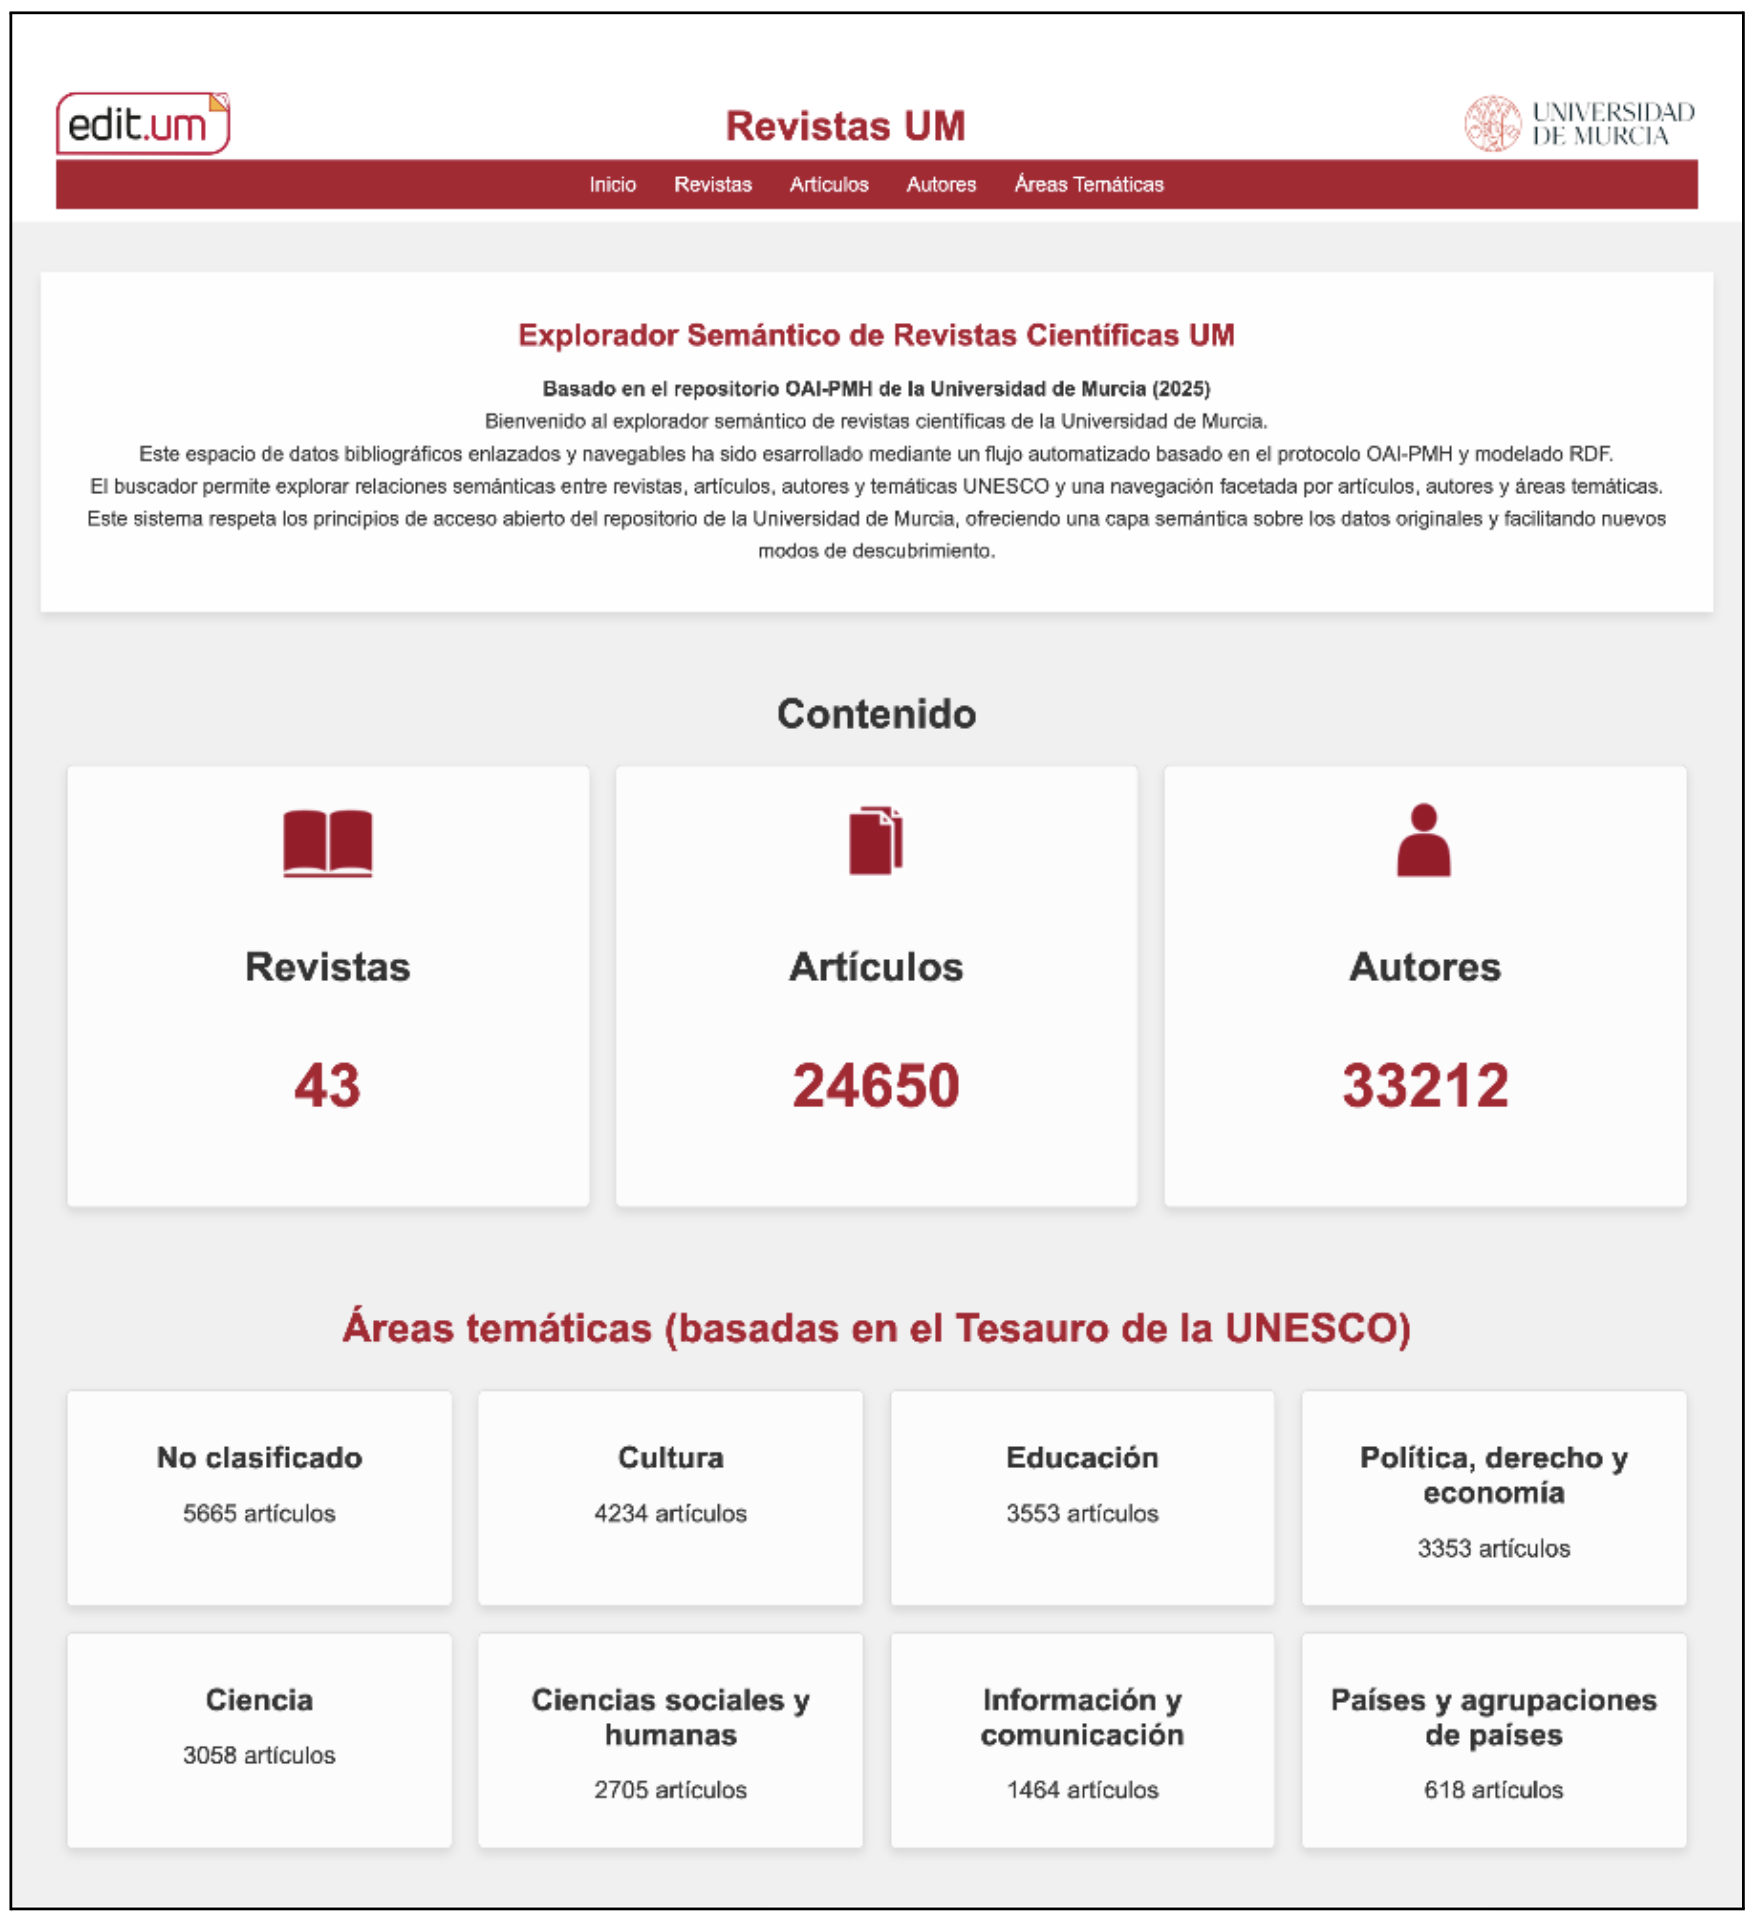 edit.um
Revistas UM
UNIVERSIDAD
DE MURCIA
Inicio Revistas Artículos Autores Áreas Temáticas
Explorador Semántico de Revistas Científicas UM
Basado en el repositorio OAI-PMH de la Universidad de Murcia (2025)
Bienvenido al explorador semántico de revistas científicas de la Universidad de Murcia.
Este espacio de datos bibliográficos enlazados y navegables ha sido esarrollado mediante un flujo automatizado basado en el protocolo OAI-PMH y modelado RDF.
El buscador permite explorar relaciones semánticas entre revistas, artículos, autores y temáticas UNESCO y una navegación facetada por artículos, autores y áreas temáticas.
Este sistema respeta los principios de acceso abierto del repositorio de la Universidad de Murcia, ofreciendo una capa semántica sobre los datos originales y facilitando nuevos
modos de descubrimiento.
Contenido
Revistas
43
Artículos
24650
Autores
33212
Áreas temáticas (basadas en el Tesauro de la UNESCO)
No clasificado
5665 artículos
Cultura
4234 artículos
Educación
3553 artículos
Política, derecho y
economía
3353 artículos
Ciencia
3058 artículos
Ciencias sociales y
humanas
2705 artículos
Información y
comunicación
1464 artículos
Países y agrupaciones
de países
618 artículos